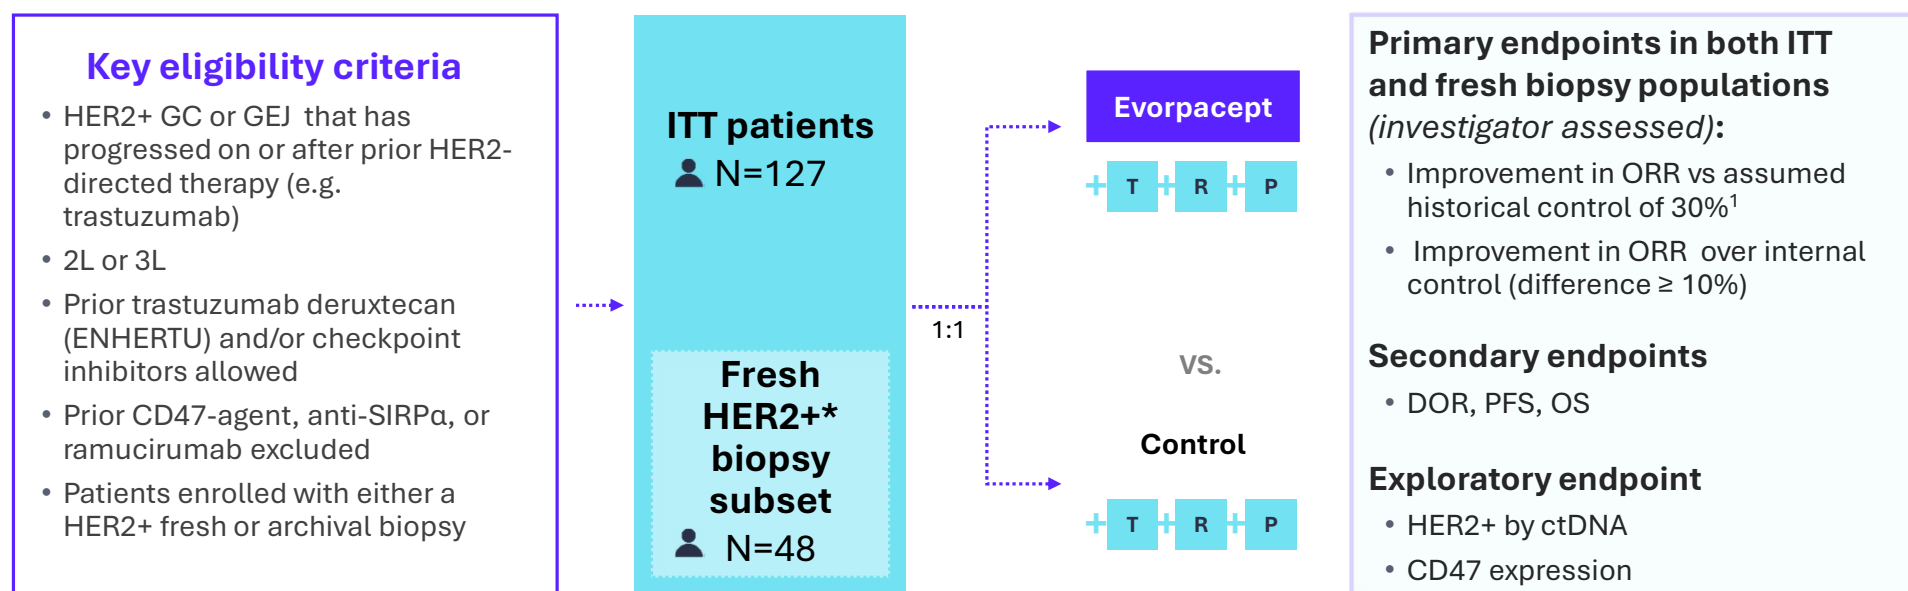 Key eligibility criteria
• HER2+ GC or GEJ that has
progressed on or after prior HER2-
directed therapy (e.g.
trastuzumab)
• 2L or 3L
• Prior trastuzumab deruxtecan
(ENHERTU) and/or checkpoint
inhibitors allowed
• Prior CD47-agent, anti-SIRPα, or
ramucirumab excluded
• Patients enrolled with either a
HER2+ fresh or archival biopsy
ITT patients
N=127
Fresh
HER2+*
biopsy
subset
N=48
1:1
Evorpacept
+ T + R + P
VS.
Control
+ T + R + P
Primary endpoints in both ITT
and fresh biopsy populations
(investigator assessed):
• Improvement in ORR vs assumed
historical control of 30%¹
• Improvement in ORR over internal
control (difference ≥ 10%)
Secondary endpoints
• DOR, PFS, OS
Exploratory endpoint
• HER2+ by ctDNA
• CD47 expression